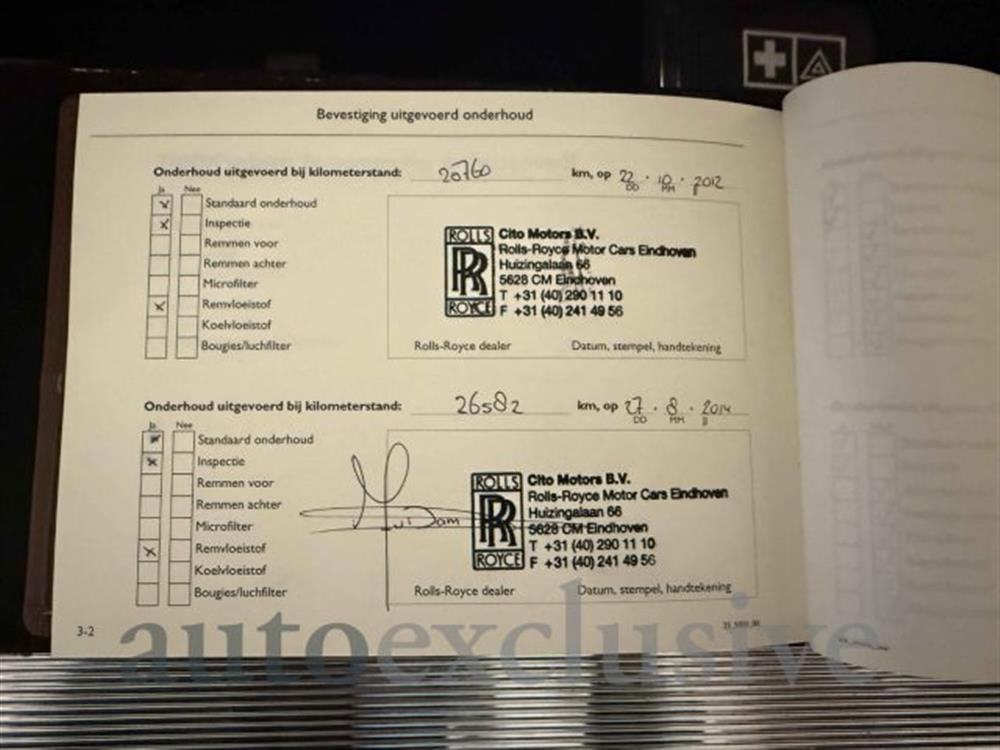 Bevestiging uitgevoerd onderhoud
Onderhoud uitgevoerd bij kilometerstand: 20760 km, op 22 · 10 · 2012
Ja Nee DD MM JJ
Standaard onderhoud
Inspectie
Remmen voor
Remmen achter
Microfilter
Remvloeistof
Koelvloeistof
Bougies/luchfilter
ROLLS
RR
ROYCE
Cito Motors B.V.
Rolls-Royce Motor Cars Eindhoven
Huizingalaan 66
5628 CM Eindhoven
T +31 (40) 290 11 10
F +31 (40) 241 49 56
Rolls-Royce dealer Datum, stempel, handtekening
Onderhoud uitgevoerd bij kilometerstand: 26582 km, op 27 · 8 · 2014
Ja Nee DD MM JJ
Standaard onderhoud
Inspectie
Remmen voor
Remmen achter
Microfilter
Remvloeistof
Koelvloeistof
Bougies/luchfilter
ROLLS
RR
ROYCE
Cito Motors B.V.
Rolls-Royce Motor Cars Eindhoven
Huizingalaan 66
5628 CM Eindhoven
T +31 (40) 290 11 10
F +31 (40) 241 49 56
Rolls-Royce dealer Datum, stempel, handtekening
3-2
autoexclusive